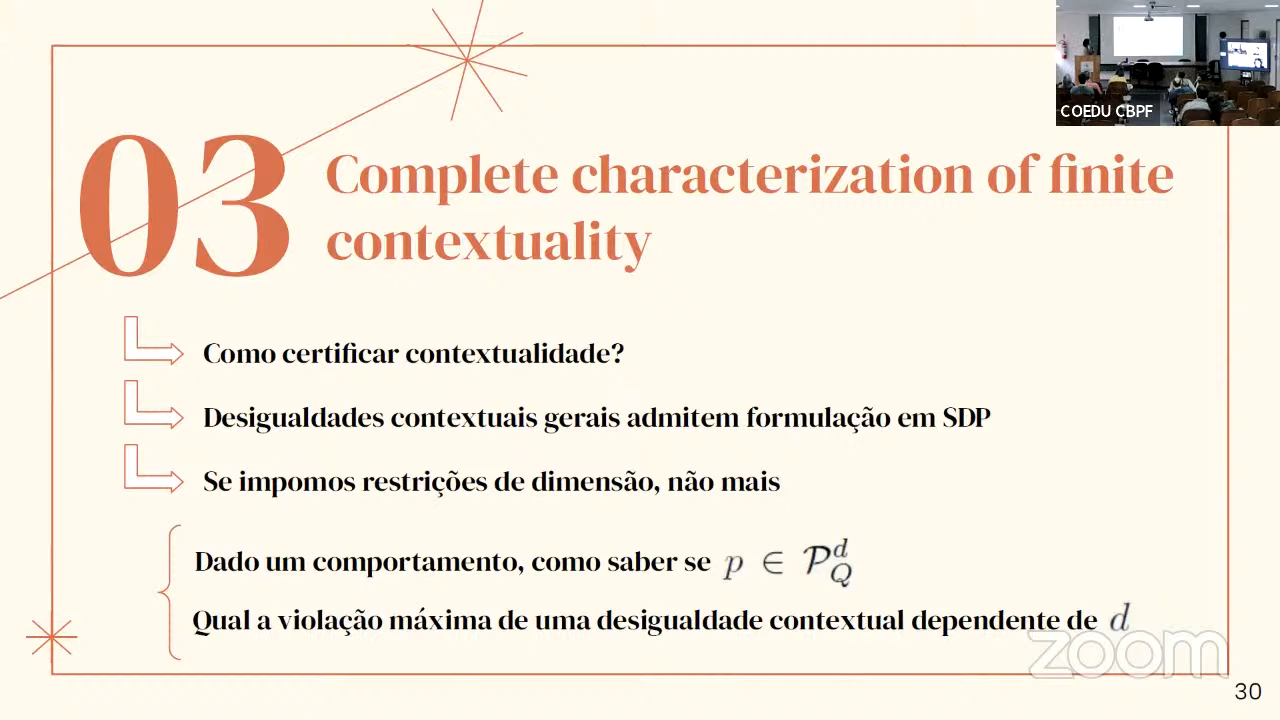 COEDU CBPF
03
Complete characterization of finite
contextuality
Como certificar contextualidade?
Desigualdades contextuais gerais admitem formulação em SDP
Se impomos restrições de dimensão, não mais
Dado um comportamento, como saber se p ∈ 𝒫_Q^d
Qual a violação máxima de uma desigualdade contextual dependente de d
zoom
30